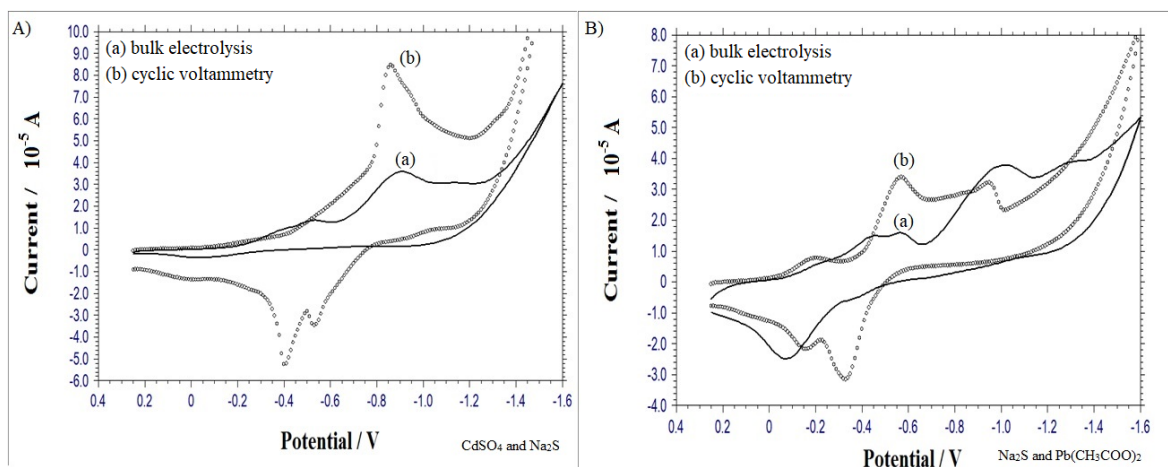 A)
(a) bulk electrolysis
(b) cyclic voltammetry
(b)
(a)
Current / 10⁻⁵ A
10.0
9.0
8.0
7.0
6.0
5.0
4.0
3.0
2.0
1.0
0
-1.0
-2.0
-3.0
-4.0
-5.0
-6.0
0.4 0.2 0 -0.2 -0.4 -0.6 -0.8 -1.0 -1.2 -1.4 -1.6
Potential / V
CdSO₄ and Na₂S
B)
(a) bulk electrolysis
(b) cyclic voltammetry
(b)
(a)
Current / 10⁻⁵ A
8.0
7.0
6.0
5.0
4.0
3.0
2.0
1.0
0
-1.0
-2.0
-3.0
-4.0
0.4 0.2 0 -0.2 -0.4 -0.6 -0.8 -1.0 -1.2 -1.4 -1.6
Potential / V
Na₂S and Pb(CH₃COO)₂